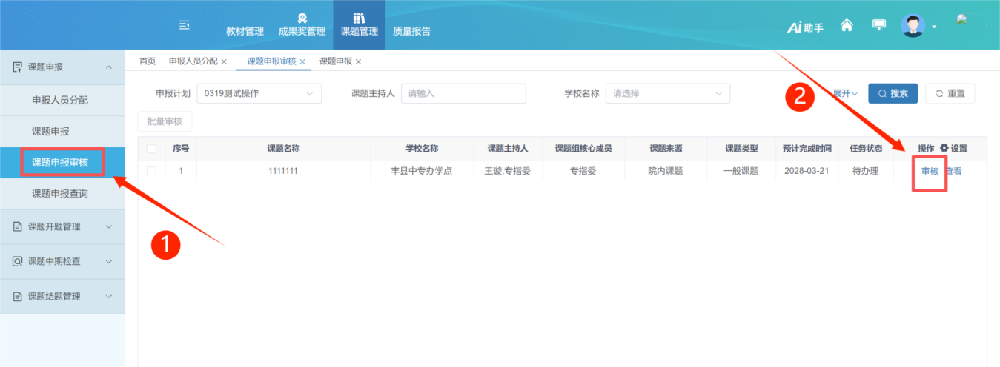 教材管理 成果奖管理 课题管理 质量报告 Ai助手
课题申报
申报人员分配
课题申报
课题申报审核
课题申报查询
课题开题管理
课题中期检查
课题结题管理
首页 申报人员分配 × 课题申报审核 × 课题申报 ×
申报计划 0319测试操作 课题主持人 请输入 学校名称 请选择 展开 搜索 重置
批量审核
序号 课题名称 学校名称 课题主持人 课题组核心成员 课题来源 课题类型 预计完成时间 任务状态 操作 设置
1 1111111 丰县中专办学点 王璇,专指委 专指委 院内课题 一般课题 2028-03-21 待办理 审核 查看
1
2